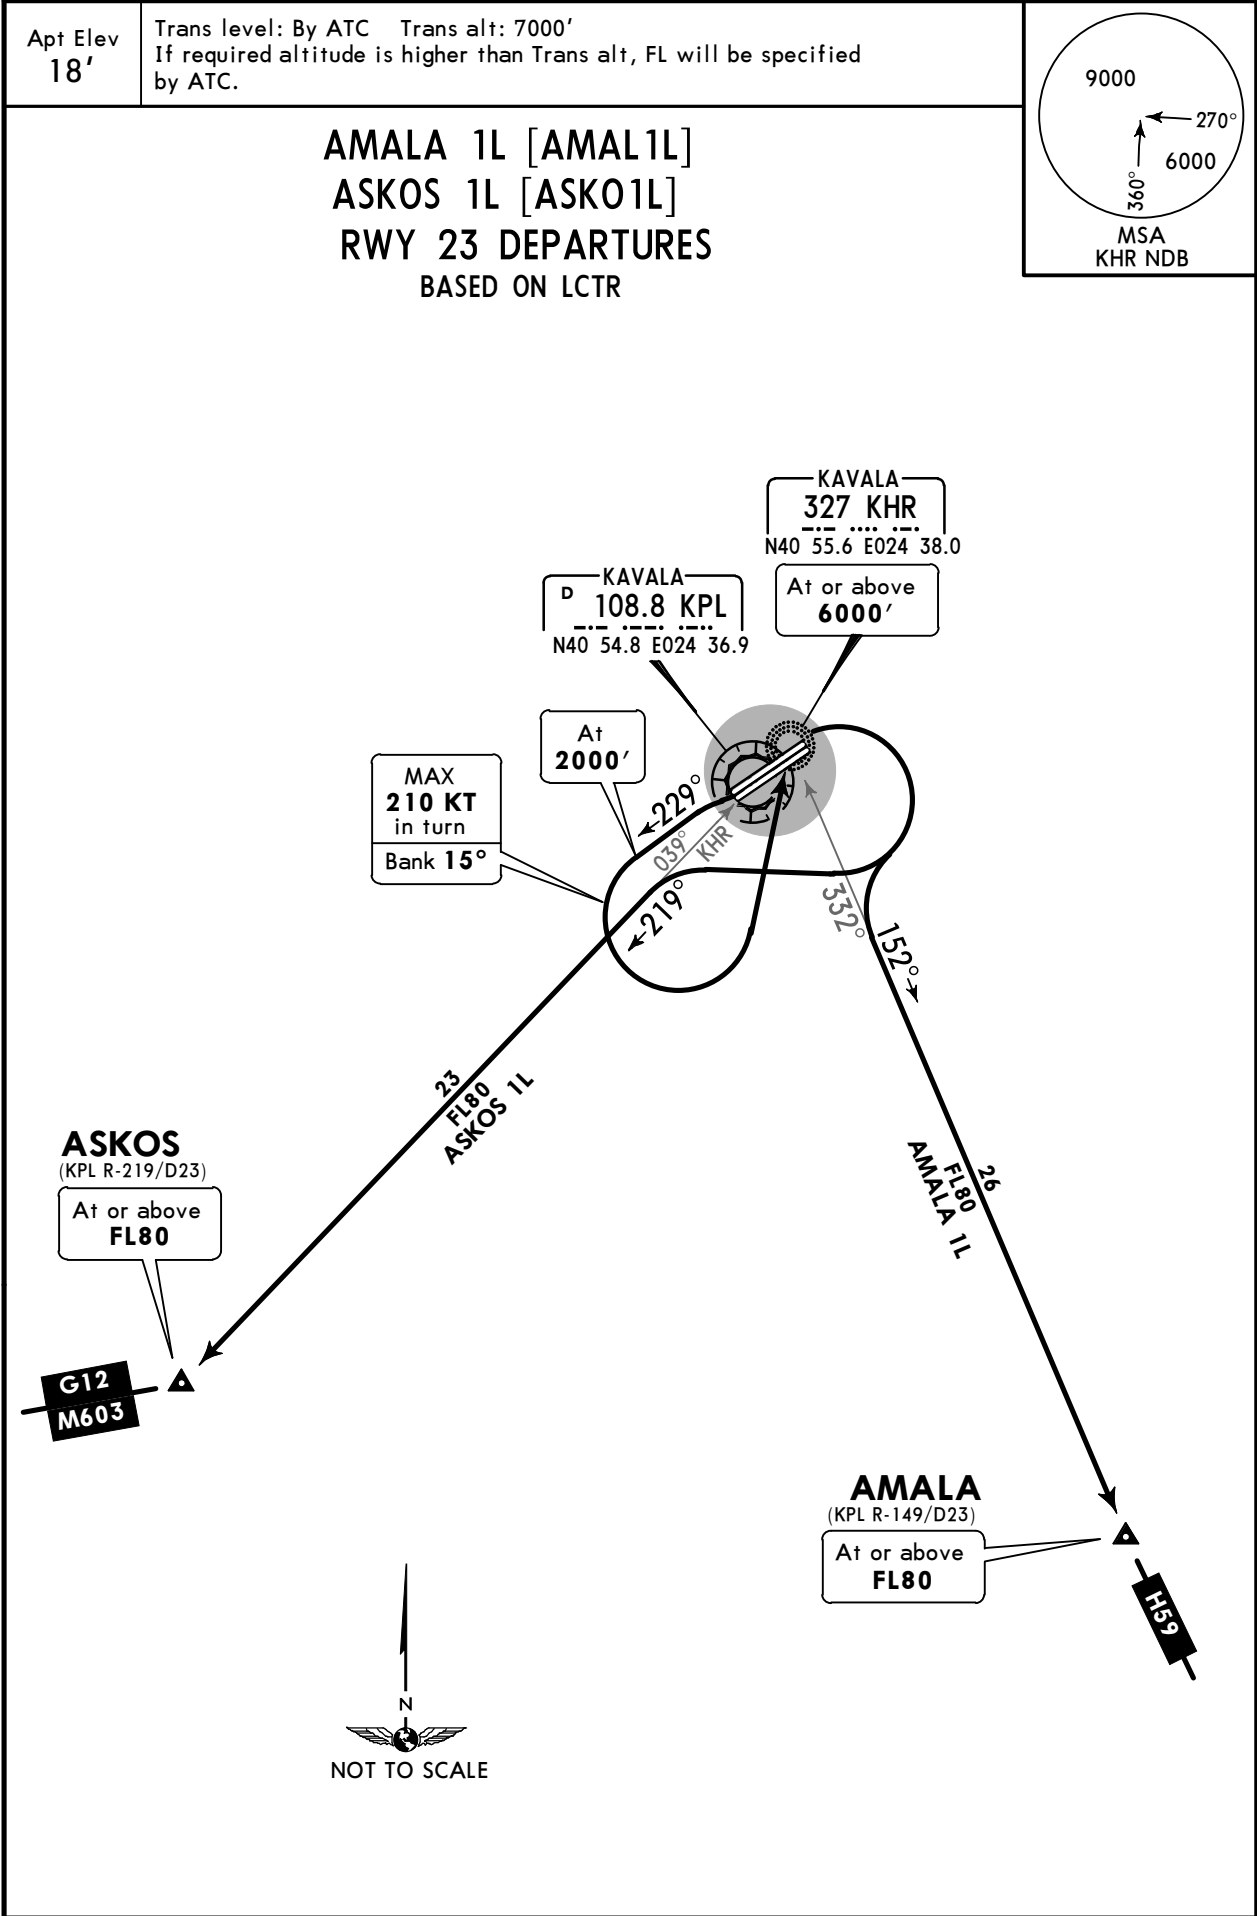 Apt Elev
18'
Trans level: By ATC Trans alt: 7000'
If required altitude is higher than Trans alt, FL will be specified
by ATC.
9000
270°
6000
360°
MSA
KHR NDB
AMALA 1L [AMAL1L]
ASKOS 1L [ASKO1L]
RWY 23 DEPARTURES
BASED ON LCTR
KAVALA
327 KHR
N40 55.6 E024 38.0
At or above
6000'
KAVALA
D 108.8 KPL
N40 54.8 E024 36.9
At
2000'
MAX
210 KT
in turn
Bank 15°
229°
039°
KHR
219°
332°
152°
23
FL80
ASKOS 1L
26
FL80
AMALA 1L
ASKOS
(KPL R-219/D23)
At or above
FL80
G12
M603
AMALA
(KPL R-149/D23)
At or above
FL80
H59
N
NOT TO SCALE